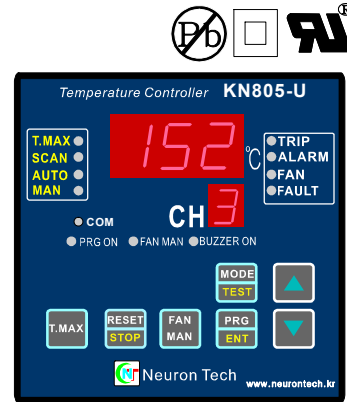 Pb
Temperature Controller KN805-U
T.MAX
SCAN
AUTO
MAN
152
°C
TRIP
ALARM
FAN
FAULT
COM
CH 3
PRG ON FAN MAN BUZZER ON
MODE
TEST
T.MAX
RESET
STOP
FAN
MAN
PRG
ENT
Neuron Tech www.neurontech.kr